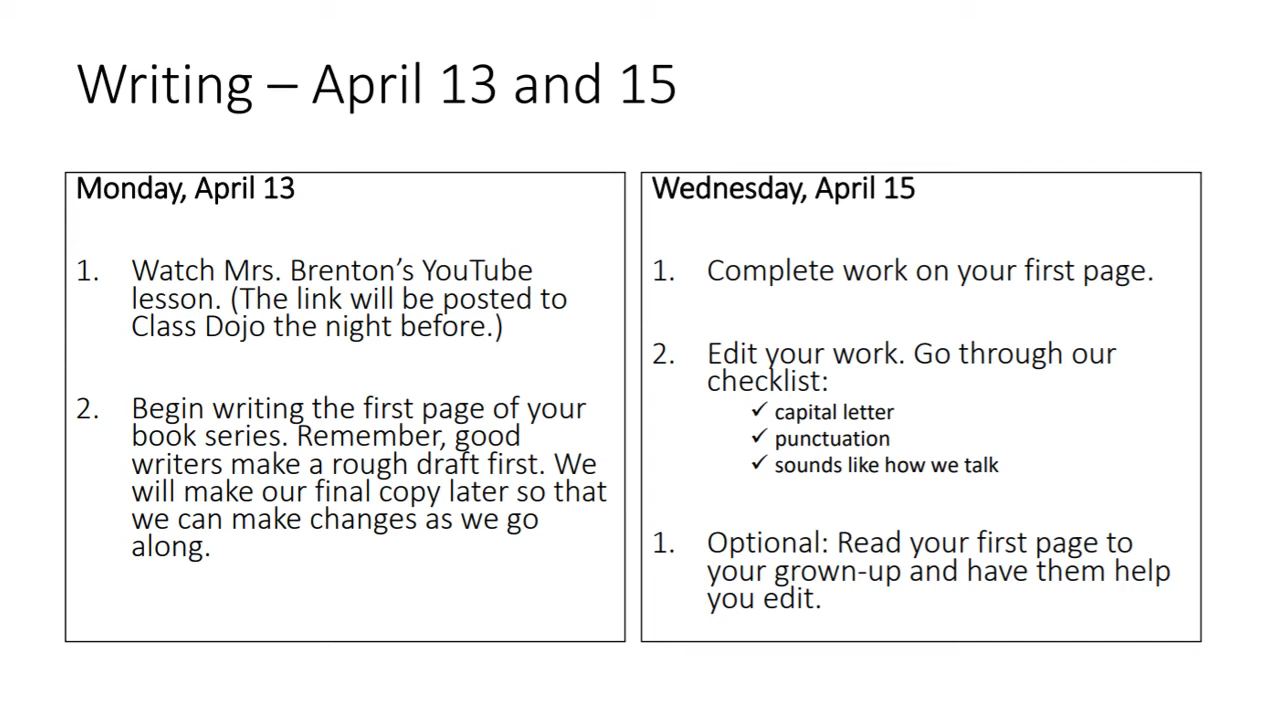 Writing – April 13 and 15
Monday, April 13
1. Watch Mrs. Brenton’s YouTube
lesson. (The link will be posted to
Class Dojo the night before.)
2. Begin writing the first page of your
book series. Remember, good
writers make a rough draft first. We
will make our final copy later so that
we can make changes as we go
along.
Wednesday, April 15
1. Complete work on your first page.
2. Edit your work. Go through our
checklist:
✓ capital letter
✓ punctuation
✓ sounds like how we talk
1. Optional: Read your first page to
your grown-up and have them help
you edit.